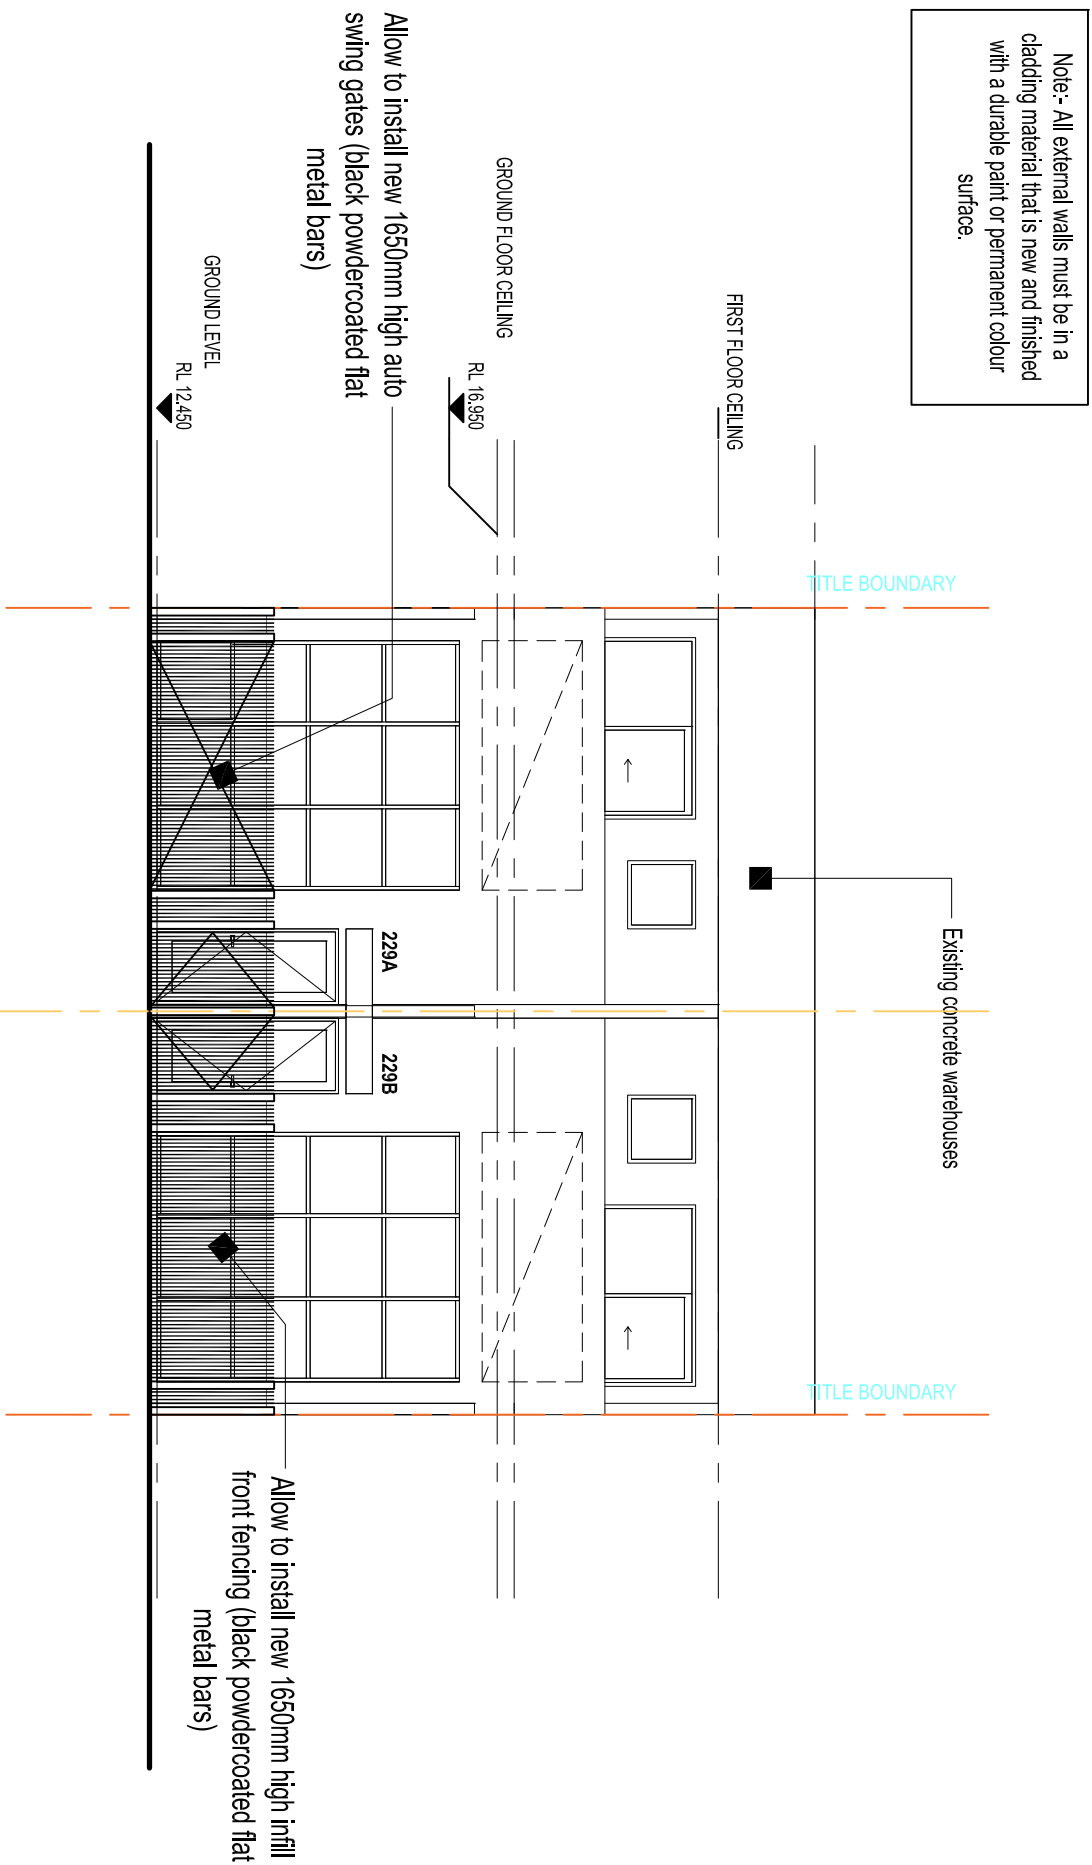 Note:- All external walls must be in a
cladding material that is new and finished
with a durable paint or permanent colour
surface.
Existing concrete warehouses
TITLE BOUNDARY
TITLE BOUNDARY
FIRST FLOOR CEILING
GROUND FLOOR CEILING
RL 16.950
229A
229B
Allow to install new 1650mm high auto
swing gates (black powdercoated flat
metal bars)
Allow to install new 1650mm high infill
front fencing (black powdercoated flat
metal bars)
GROUND LEVEL
RL 12.450